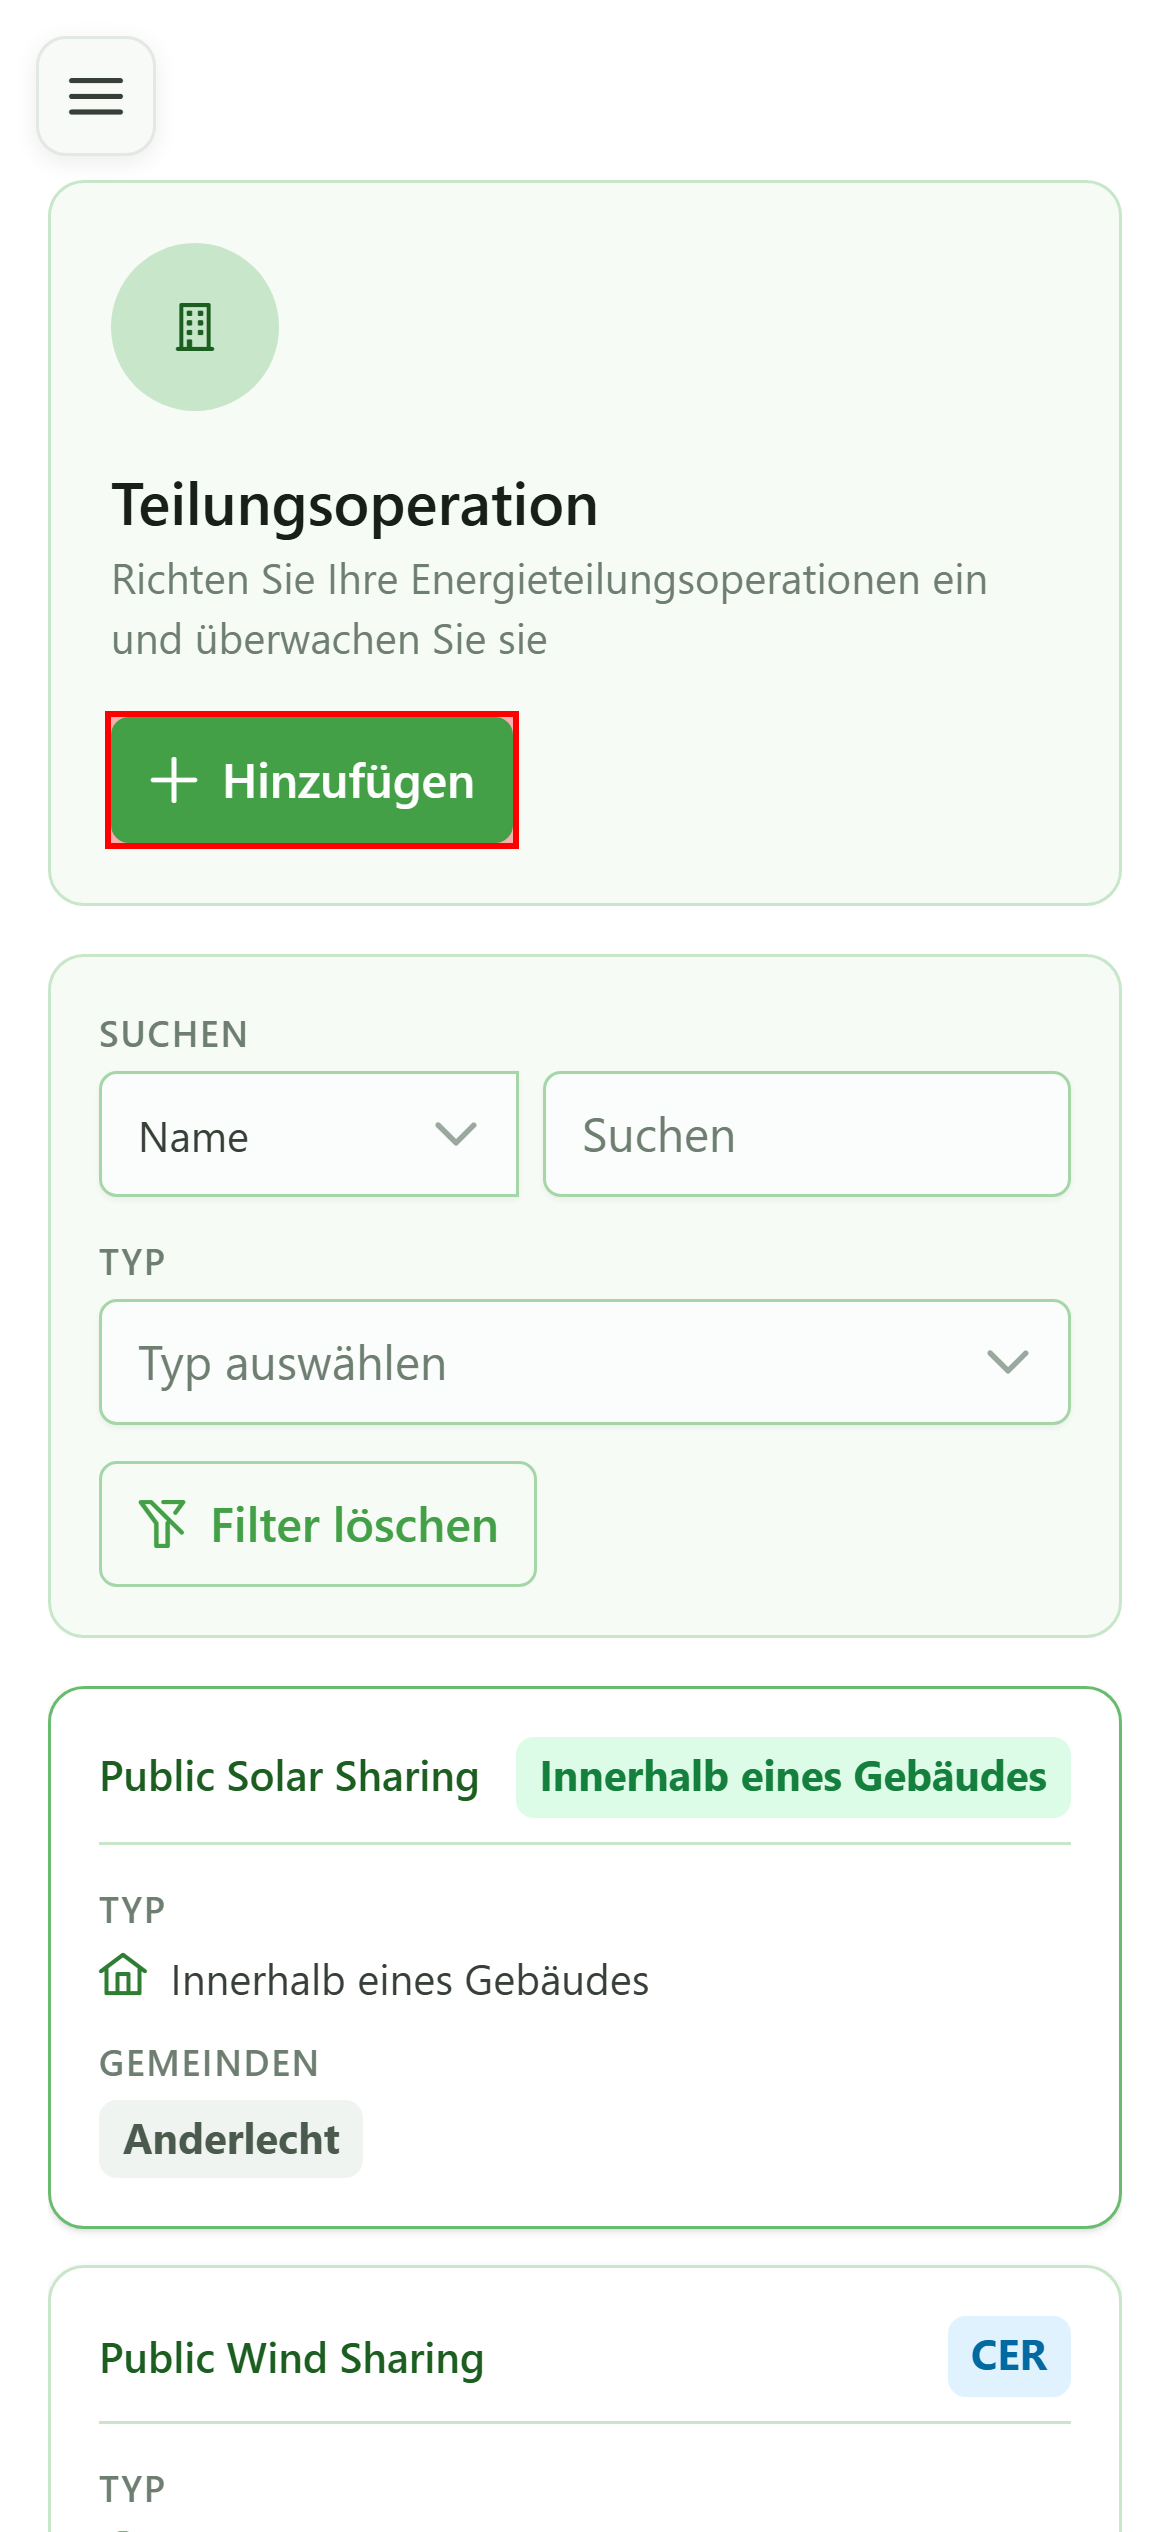 Teilungsoperation
Richten Sie Ihre Energieteilungsoperationen ein
und überwachen Sie sie
Hinzufügen
SUCHEN
Name
Suchen
TYP
Typ auswählen
Filter löschen
Public Solar Sharing
Innerhalb eines Gebäudes
TYP
Innerhalb eines Gebäudes
GEMEINDEN
Anderlecht
Public Wind Sharing
CER
TYP